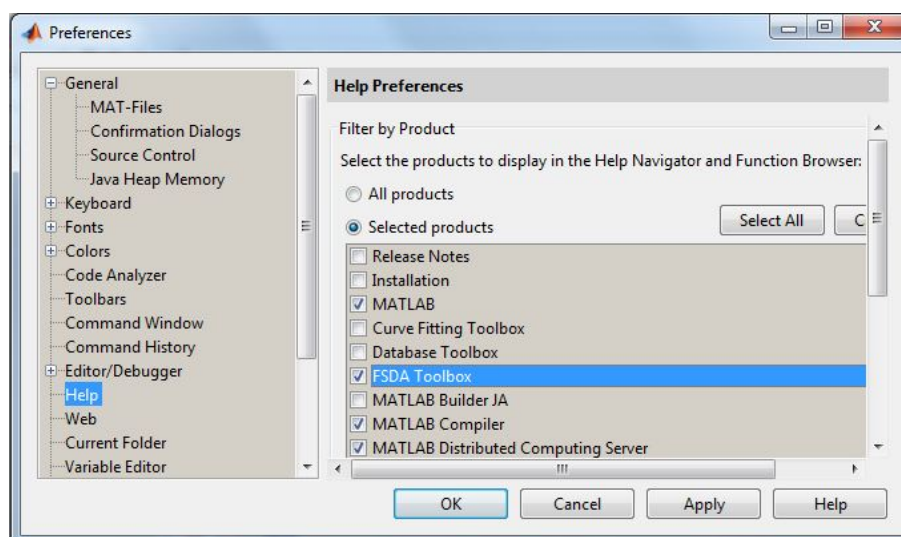 Preferences
General
MAT-Files
Confirmation Dialogs
Source Control
Java Heap Memory
Keyboard
Fonts
Colors
Code Analyzer
Toolbars
Command Window
Command History
Editor/Debugger
Help
Web
Current Folder
Variable Editor
Help Preferences
Filter by Product
Select the products to display in the Help Navigator and Function Browser:
All products
Selected products
Select All
C
Release Notes
Installation
MATLAB
Curve Fitting Toolbox
Database Toolbox
FSDA Toolbox
MATLAB Builder JA
MATLAB Compiler
MATLAB Distributed Computing Server
OK Cancel Apply Help